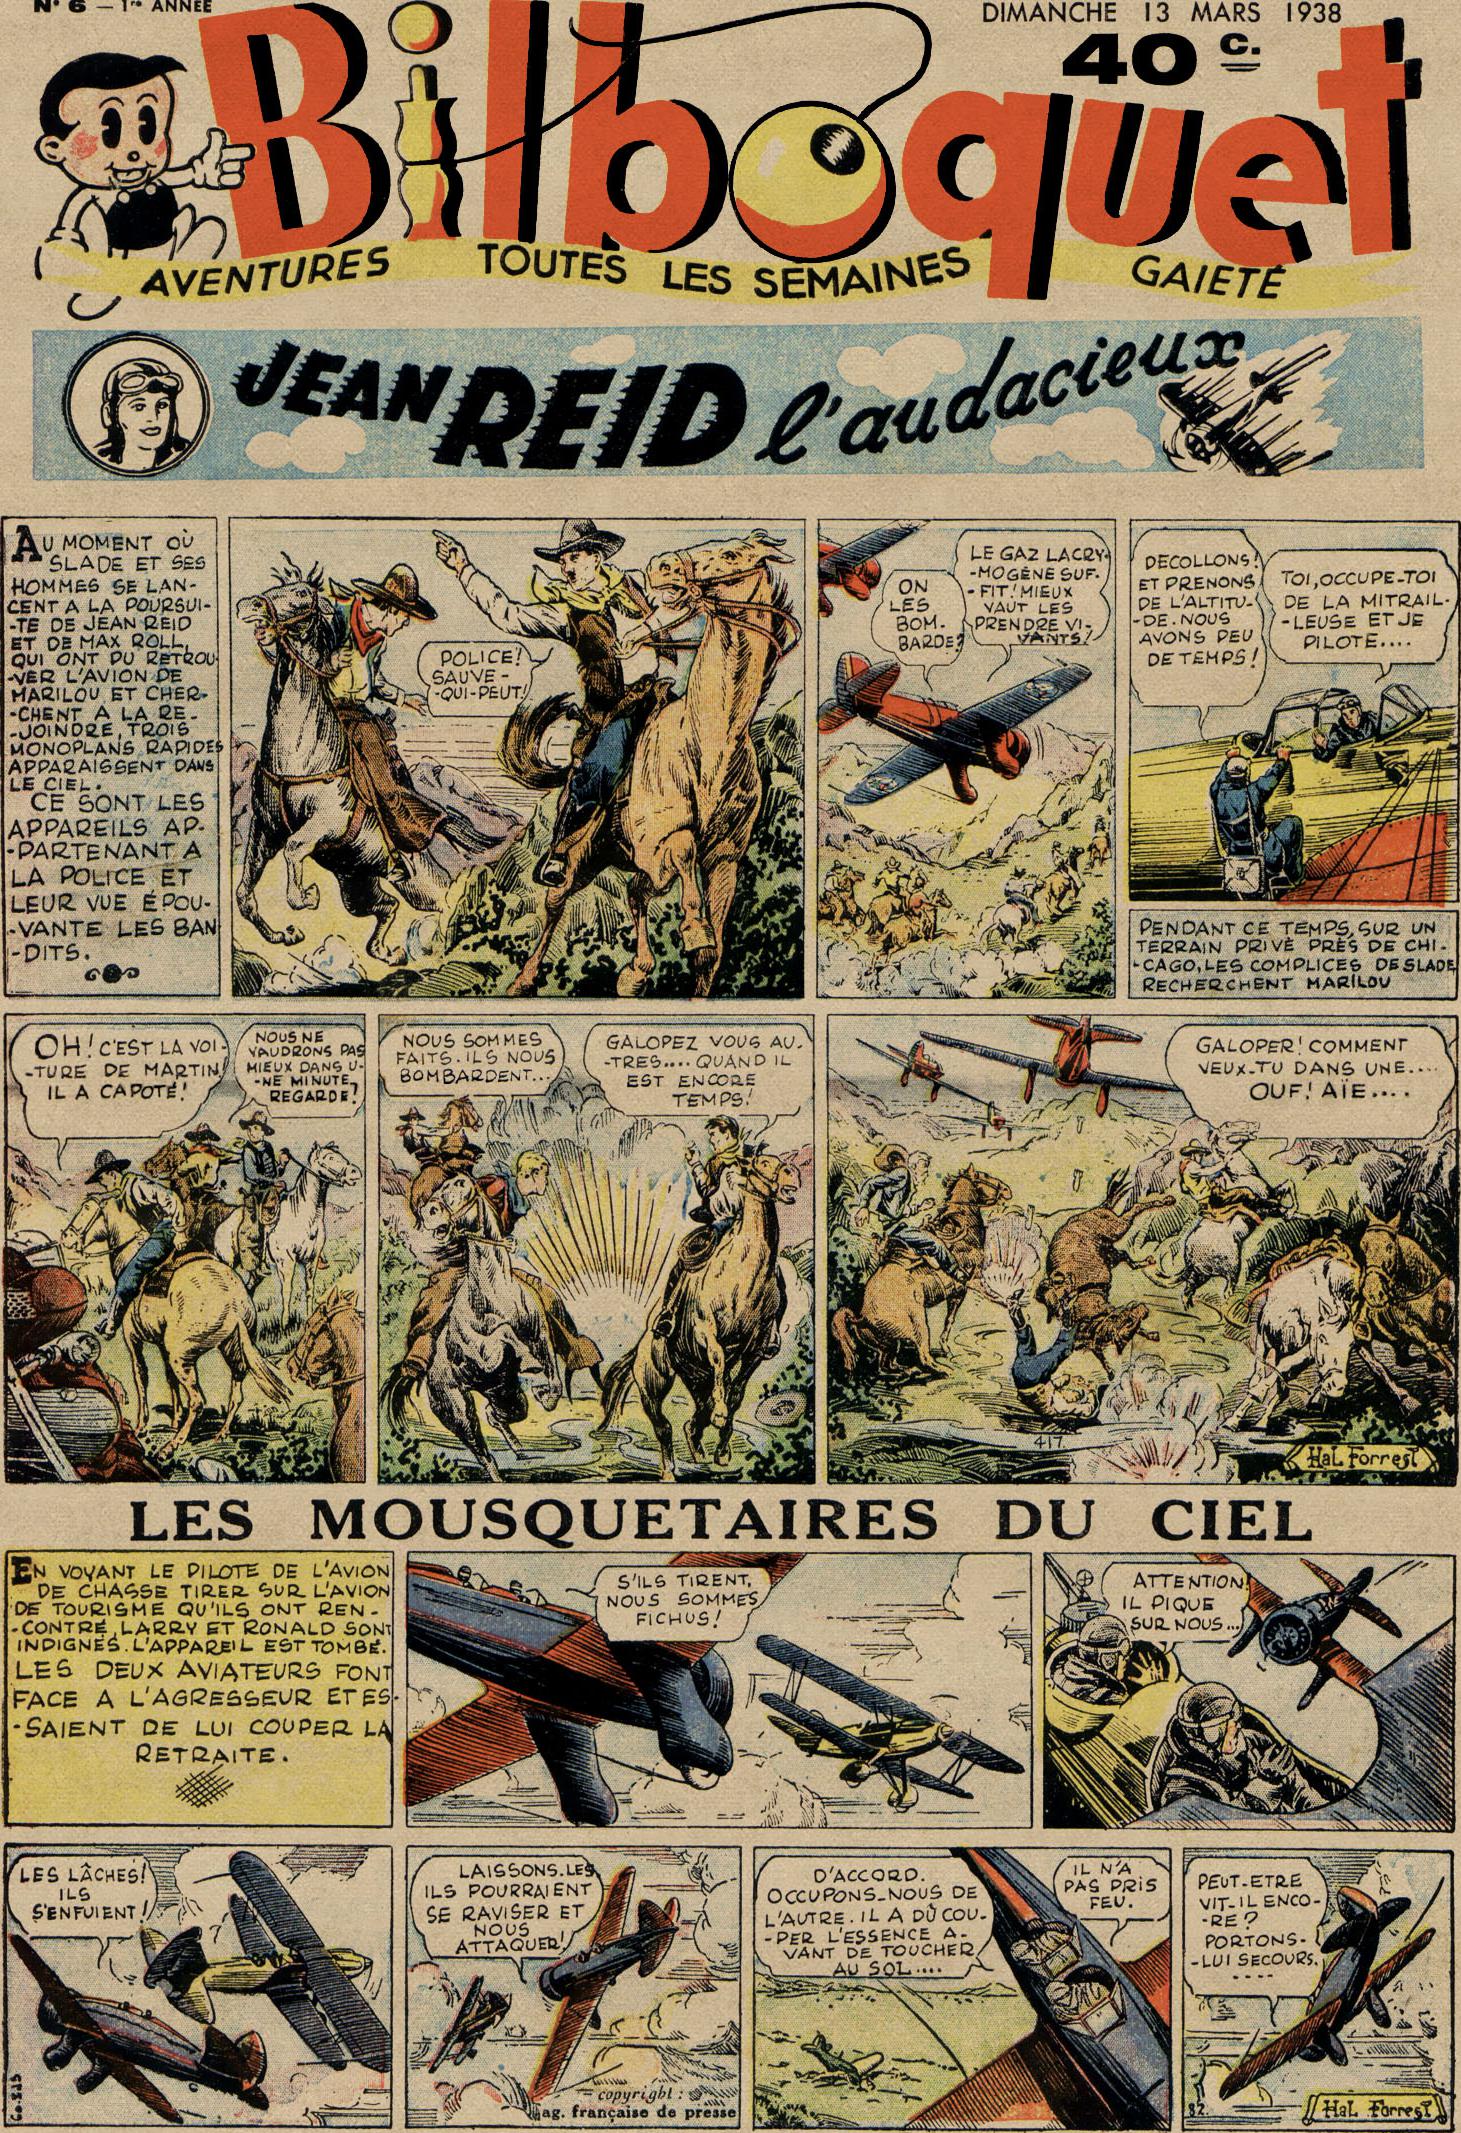 N° 6 — 1re ANNÉE
DIMANCHE 13 MARS 1938
40 C.
Bilboquet
AVENTURES TOUTES LES SEMAINES GAIETÉ
JEAN REID l'audacieux
AU MOMENT OÙ
SLADE ET SES
HOMMES SE LAN-
CENT A LA POURSUI-
-TE DE JEAN REID
ET DE MAX ROLL,
QUI ONT DU RETROU-
-VER L'AVION DE
MARILOU ET CHER-
-CHENT A LA RE-
-JOINDRE, TROIS
MONOPLANS RAPIDES
APPARAISSENT DANS
LE CIEL.
CE SONT LES
APPAREILS AP-
-PARTENANT A
LA POLICE ET
LEUR VUE ÉPOU-
-VANTE LES BAN
-DITS.
POLICE!
SAUVE-
-QUI-PEUT!
ON
LES
BOM-
BARDE?
LE GAZ LACRY-
-MOGÈNE SUF-
-FIT! MIEUX
VAUT LES
PRENDRE VI-
VANTS!
DECOLLONS!
ET PRENONS
DE L'ALTITU-
-DE. NOUS
AVONS PEU
DE TEMPS!
TOI, OCCUPE-TOI
DE LA MITRAIL-
-LEUSE ET JE
PILOTE....
PENDANT CE TEMPS, SUR UN
TERRAIN PRIVÉ PRÈS DE CHI-
-CAGO, LES COMPLICES DE SLADE
RECHERCHENT MARILOU
OH! C'EST LA VOI-
-TURE DE MARTIN!
IL A CAPOTÉ!
NOUS NE
VAUDRONS PAS
MIEUX DANS U-
-NE MINUTE,
REGARDE!
NOUS SOMMES
FAITS. ILS NOUS
BOMBARDENT...
GALOPEZ VOUS AU-
-TRES.... QUAND IL
EST ENCORE
TEMPS!
GALOPER! COMMENT
VEUX-TU DANS UNE....
OUF! AÏE....
417
HAL FORREST
LES MOUSQUETAIRES DU CIEL
EN VOYANT LE PILOTE DE L'AVION
DE CHASSE TIRER SUR L'AVION
DE TOURISME QU'ILS ONT REN-
-CONTRÉ, LARRY ET RONALD SONT
INDIGNÉS. L'APPAREIL EST TOMBÉ.
LES DEUX AVIATEURS FONT
FACE A L'AGRESSEUR ET ES-
-SAIENT DE LUI COUPER LA
RETRAITE.
S'ILS TIRENT,
NOUS SOMMES
FICHUS!
ATTENTION!
IL PIQUE
SUR NOUS...
LES LÂCHES!
ILS
S'ENFUIENT!
LAISSONS-LES
ILS POURRAIENT
SE RAVISER ET
NOUS
ATTAQUER!
copyright :
ag. française de presse
D'ACCORD.
OCCUPONS-NOUS DE
L'AUTRE. IL A DÛ COU-
-PER L'ESSENCE A-
VANT DE TOUCHER
AU SOL....
IL N'A
PAS PRIS
FEU.
PEUT-ETRE
VIT-IL ENCO-
-RE?
PORTONS-
-LUI SECOURS.
....
82.
HAL FORREST